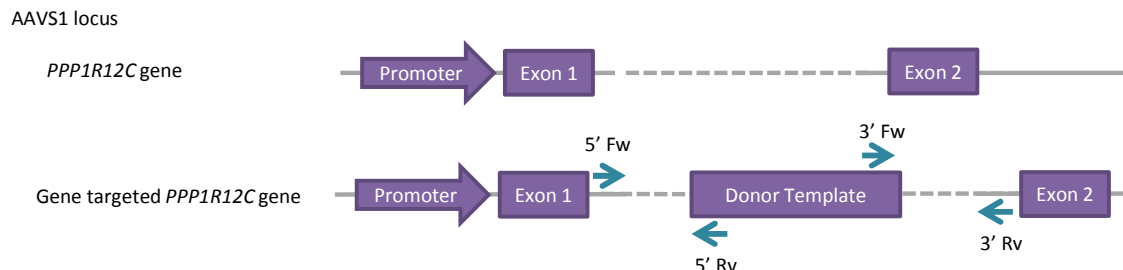 AAVS1 locus
PPP1R12C gene
Promoter
Exon 1
Exon 2
5’ Fw
3’ Fw
Gene targeted PPP1R12C gene
Promoter
Exon 1
Donor Template
Exon 2
5’ Rv
3’ Rv